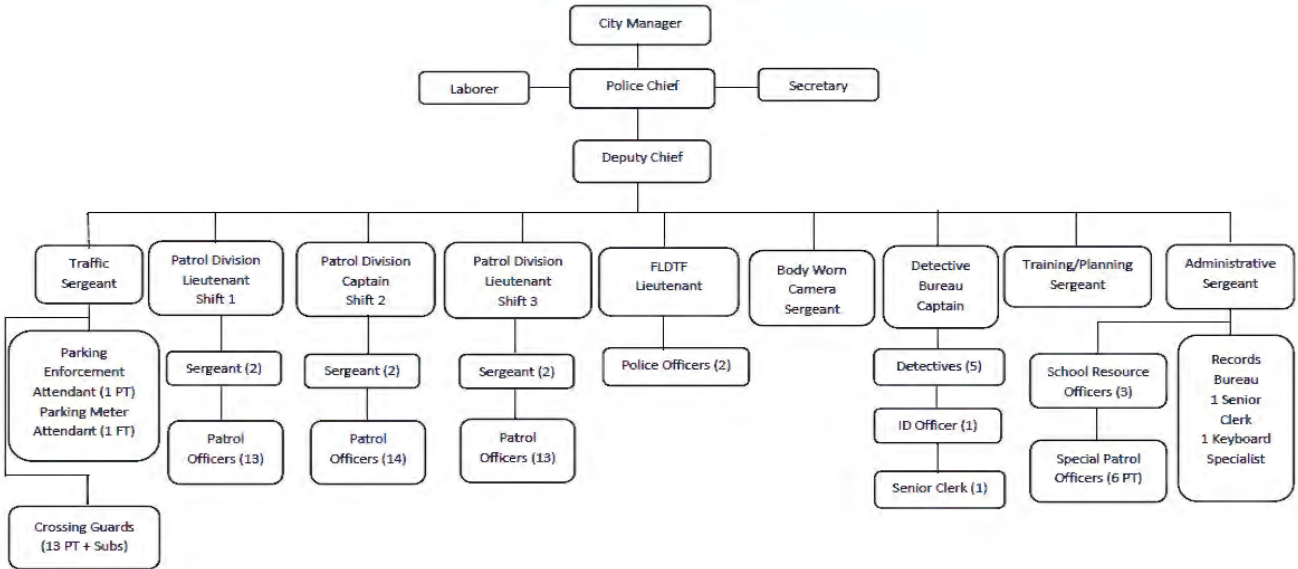 City Manager
Laborer
Police Chief
Secretary
Deputy Chief
Traffic
Sergeant
Patrol Division
Lieutenant
Shift 1
Patrol Division
Captain
Shift 2
Patrol Division
Lieutenant
Shift 3
FLDTF
Lieutenant
Body Worn
Camera
Sergeant
Detective
Bureau
Captain
Training/Planning
Sergeant
Administrative
Sergeant
Parking
Enforcement
Attendant (1 PT)
Parking Meter
Attendant (1 FT)
Sergeant (2)
Sergeant (2)
Sergeant (2)
Police Officers (2)
Detectives (5)
School Resource
Officers (3)
Records
Bureau
1 Senior
Clerk
1 Keyboard
Specialist
Patrol
Officers (13)
Patrol
Officers (14)
Patrol
Officers (13)
ID Officer (1)
Special Patrol
Officers (6 PT)
Senior Clerk (1)
Crossing Guards
(13 PT + Subs)